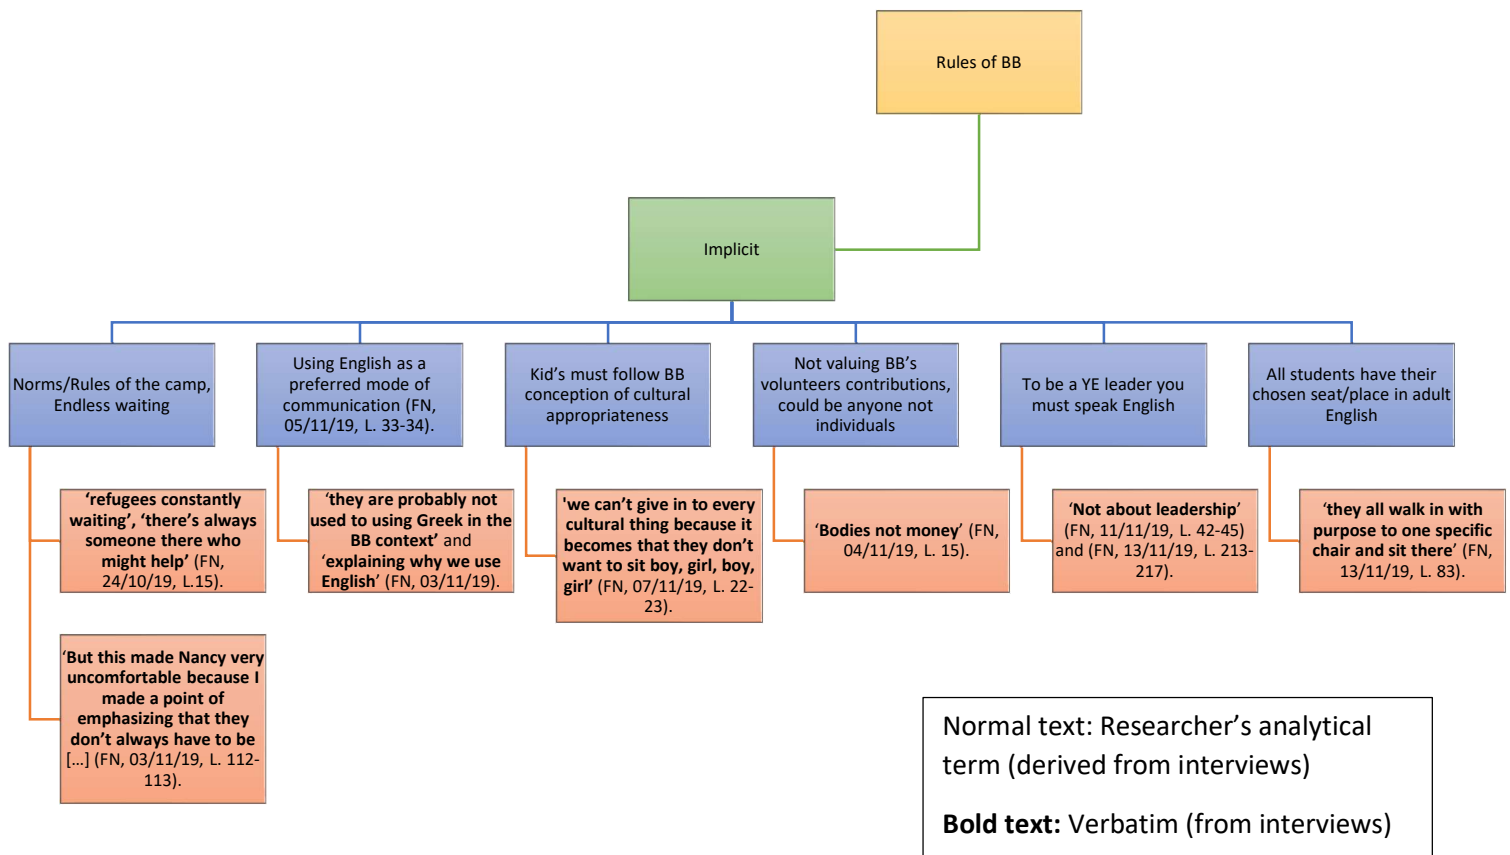 Rules of BB
Implicit
Norms/Rules of the camp,
Endless waiting
Using English as a
preferred mode of
communication (FN,
05/11/19, L. 33-34).
Kid's must follow BB
conception of cultural
appropriateness
Not valuing BB's
volunteers contributions,
could be anyone not
individuals
To be a YE leader you
must speak English
All students have their
chosen seat/place in adult
English
‘refugees constantly
waiting’, ‘there’s always
someone there who
might help’ (FN,
24/10/19, L.15).
‘they are probably not
used to using Greek in the
BB context’ and
‘explaining why we use
English’ (FN, 03/11/19).
'we can’t give in to every
cultural thing because it
becomes that they don’t
want to sit boy, girl, boy,
girl’ (FN, 07/11/19, L. 22-
23).
‘Bodies not money’ (FN,
04/11/19, L. 15).
‘Not about leadership’
(FN, 11/11/19, L. 42-45)
and (FN, 13/11/19, L. 213-
217).
‘they all walk in with
purpose to one specific
chair and sit there’ (FN,
13/11/19, L. 83).
‘But this made Nancy very
uncomfortable because I
made a point of
emphasizing that they
don’t always have to be
[…] (FN, 03/11/19, L. 112-
113).
Normal text: Researcher’s analytical
term (derived from interviews)
Bold text: Verbatim (from interviews)